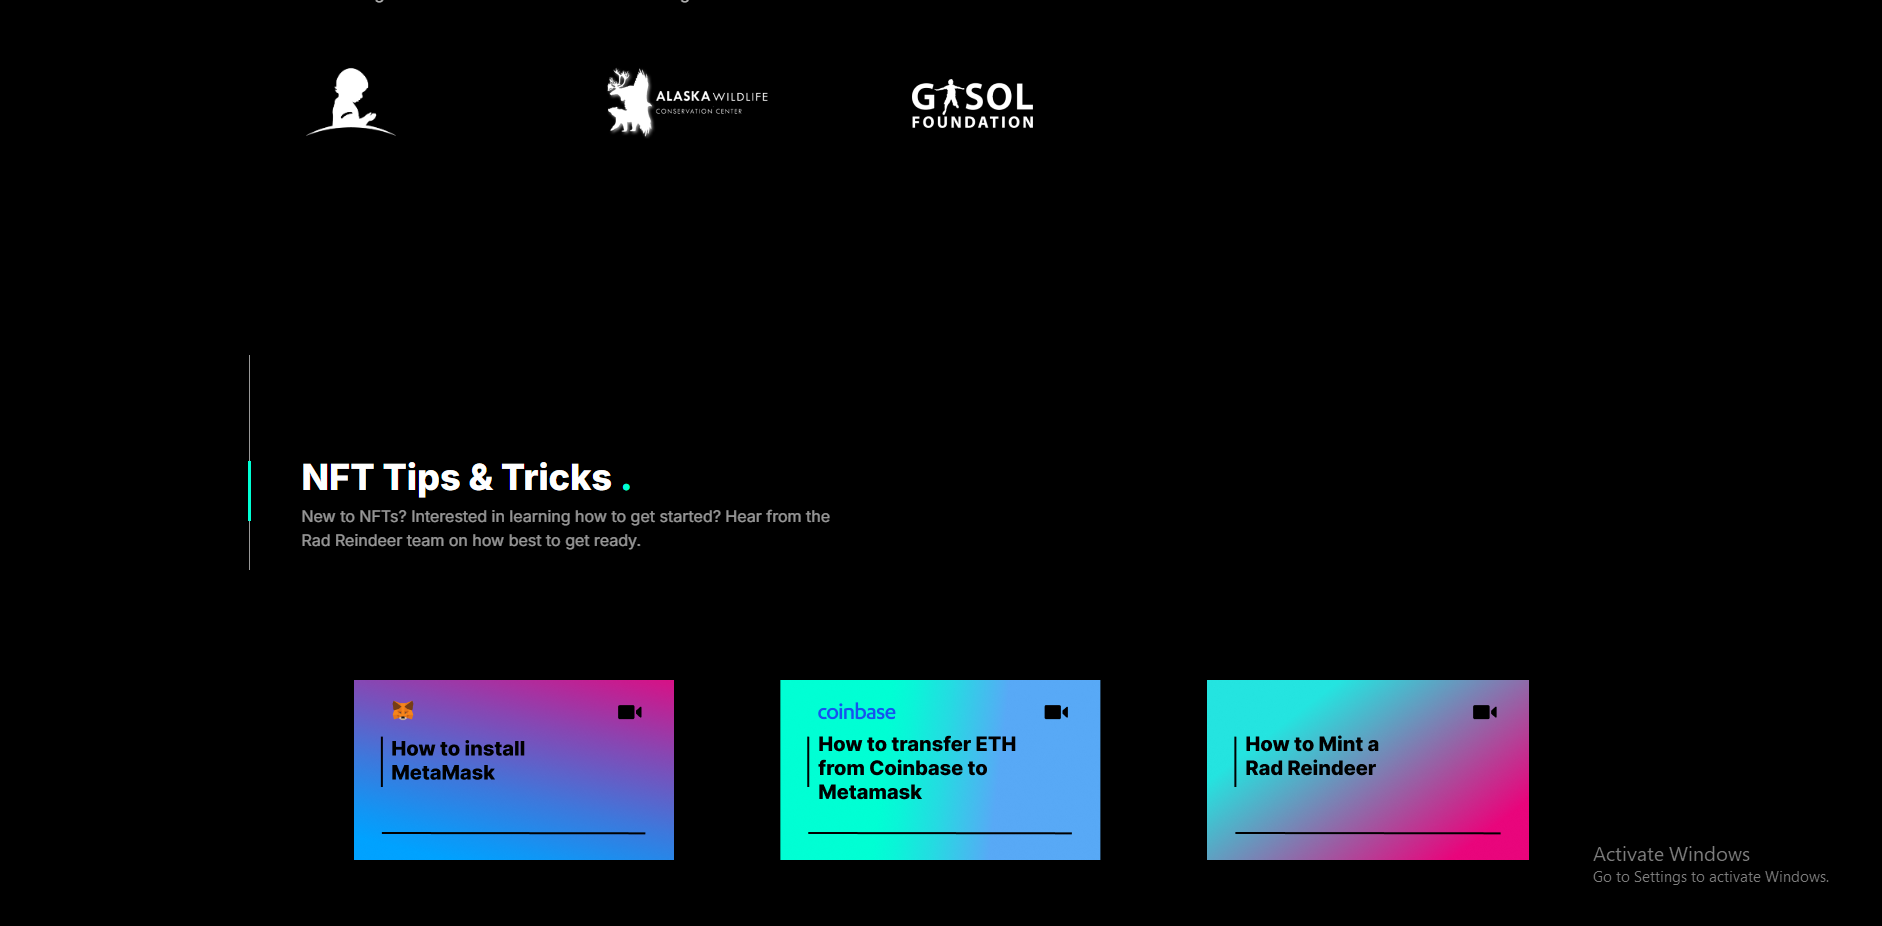 ALASKA WILDLIFE
CONSERVATION CENTER
GASOL
FOUNDATION
NFT Tips & Tricks .
New to NFTs? Interested in learning how to get started? Hear from the
Rad Reindeer team on how best to get ready.
How to install
MetaMask
coinbase
How to transfer ETH
from Coinbase to
Metamask
How to Mint a
Rad Reindeer
Activate Windows
Go to Settings to activate Windows.